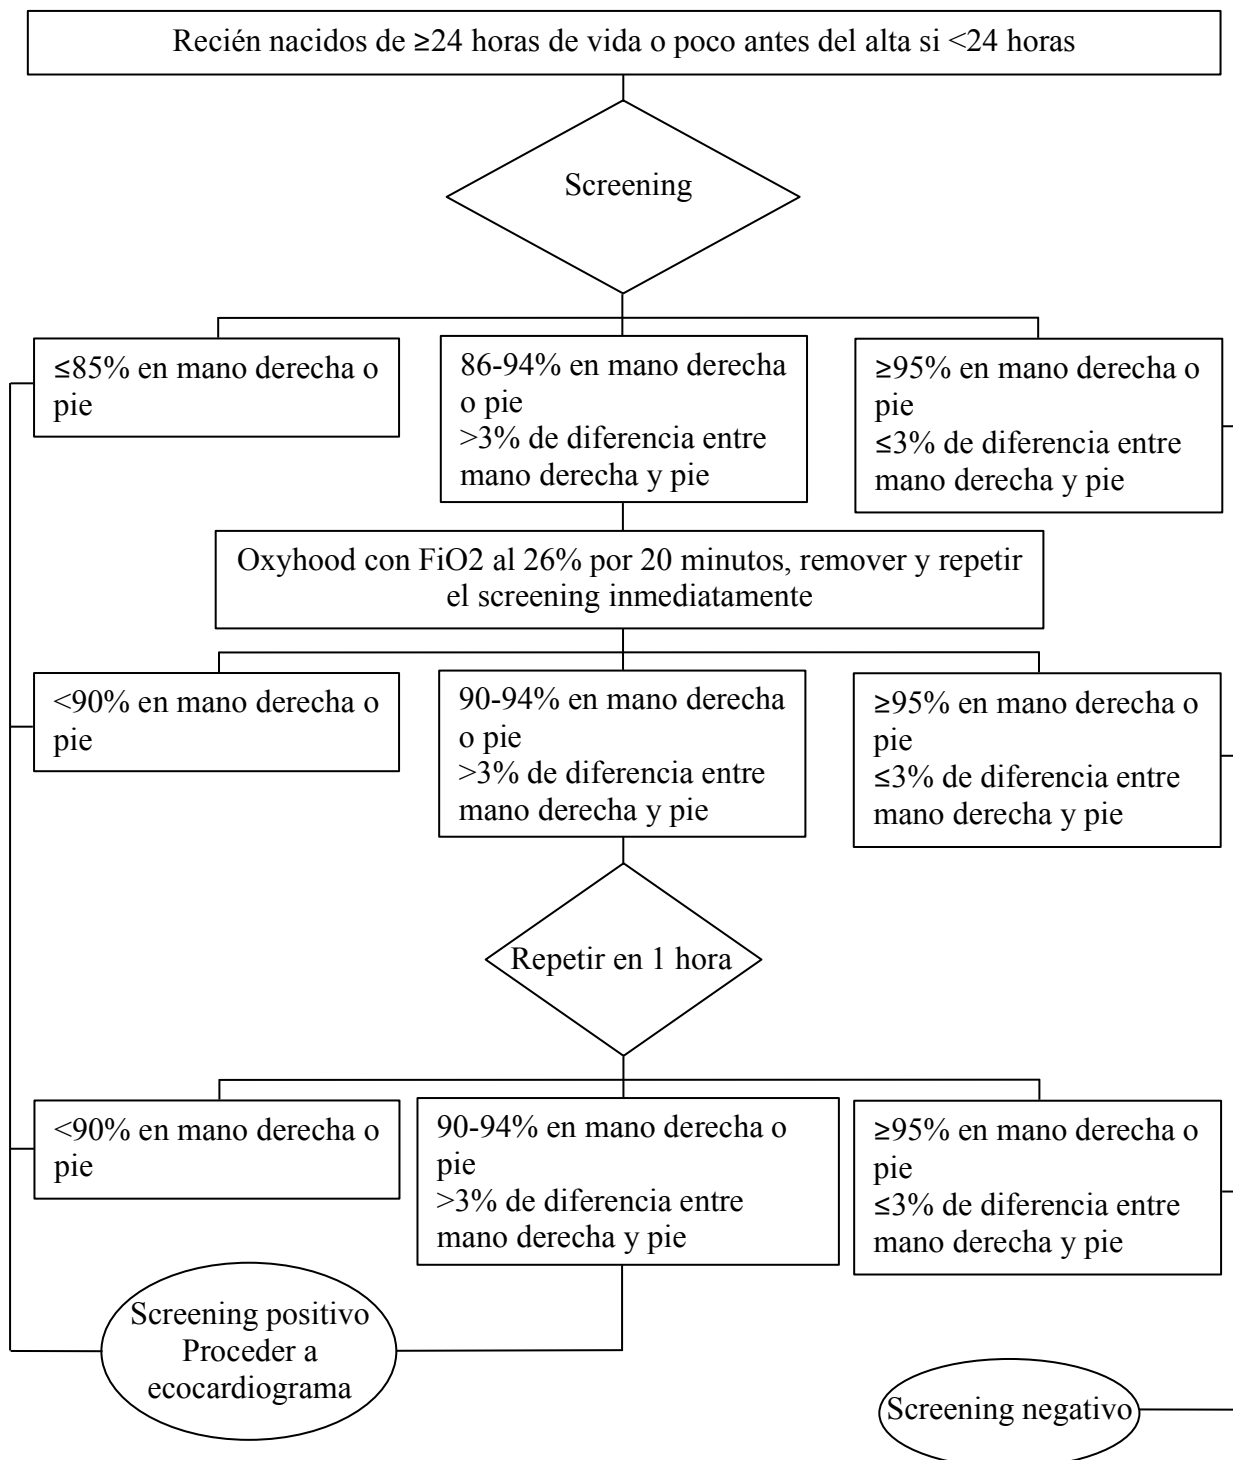 Recién nacidos de ≥24 horas de vida o poco antes del alta si <24 horas
Screening
≤85% en mano derecha o
pie
86-94% en mano derecha
o pie
>3% de diferencia entre
mano derecha y pie
≥95% en mano derecha o
pie
≤3% de diferencia entre
mano derecha y pie
Oxyhood con FiO2 al 26% por 20 minutos, remover y repetir
el screening inmediatamente
<90% en mano derecha o
pie
90-94% en mano derecha
o pie
>3% de diferencia entre
mano derecha y pie
≥95% en mano derecha o
pie
≤3% de diferencia entre
mano derecha y pie
Repetir en 1 hora
<90% en mano derecha o
pie
90-94% en mano derecha o
pie
>3% de diferencia entre
mano derecha y pie
≥95% en mano derecha o
pie
≤3% de diferencia entre
mano derecha y pie
Screening positivo
Proceder a
ecocardiograma
Screening negativo